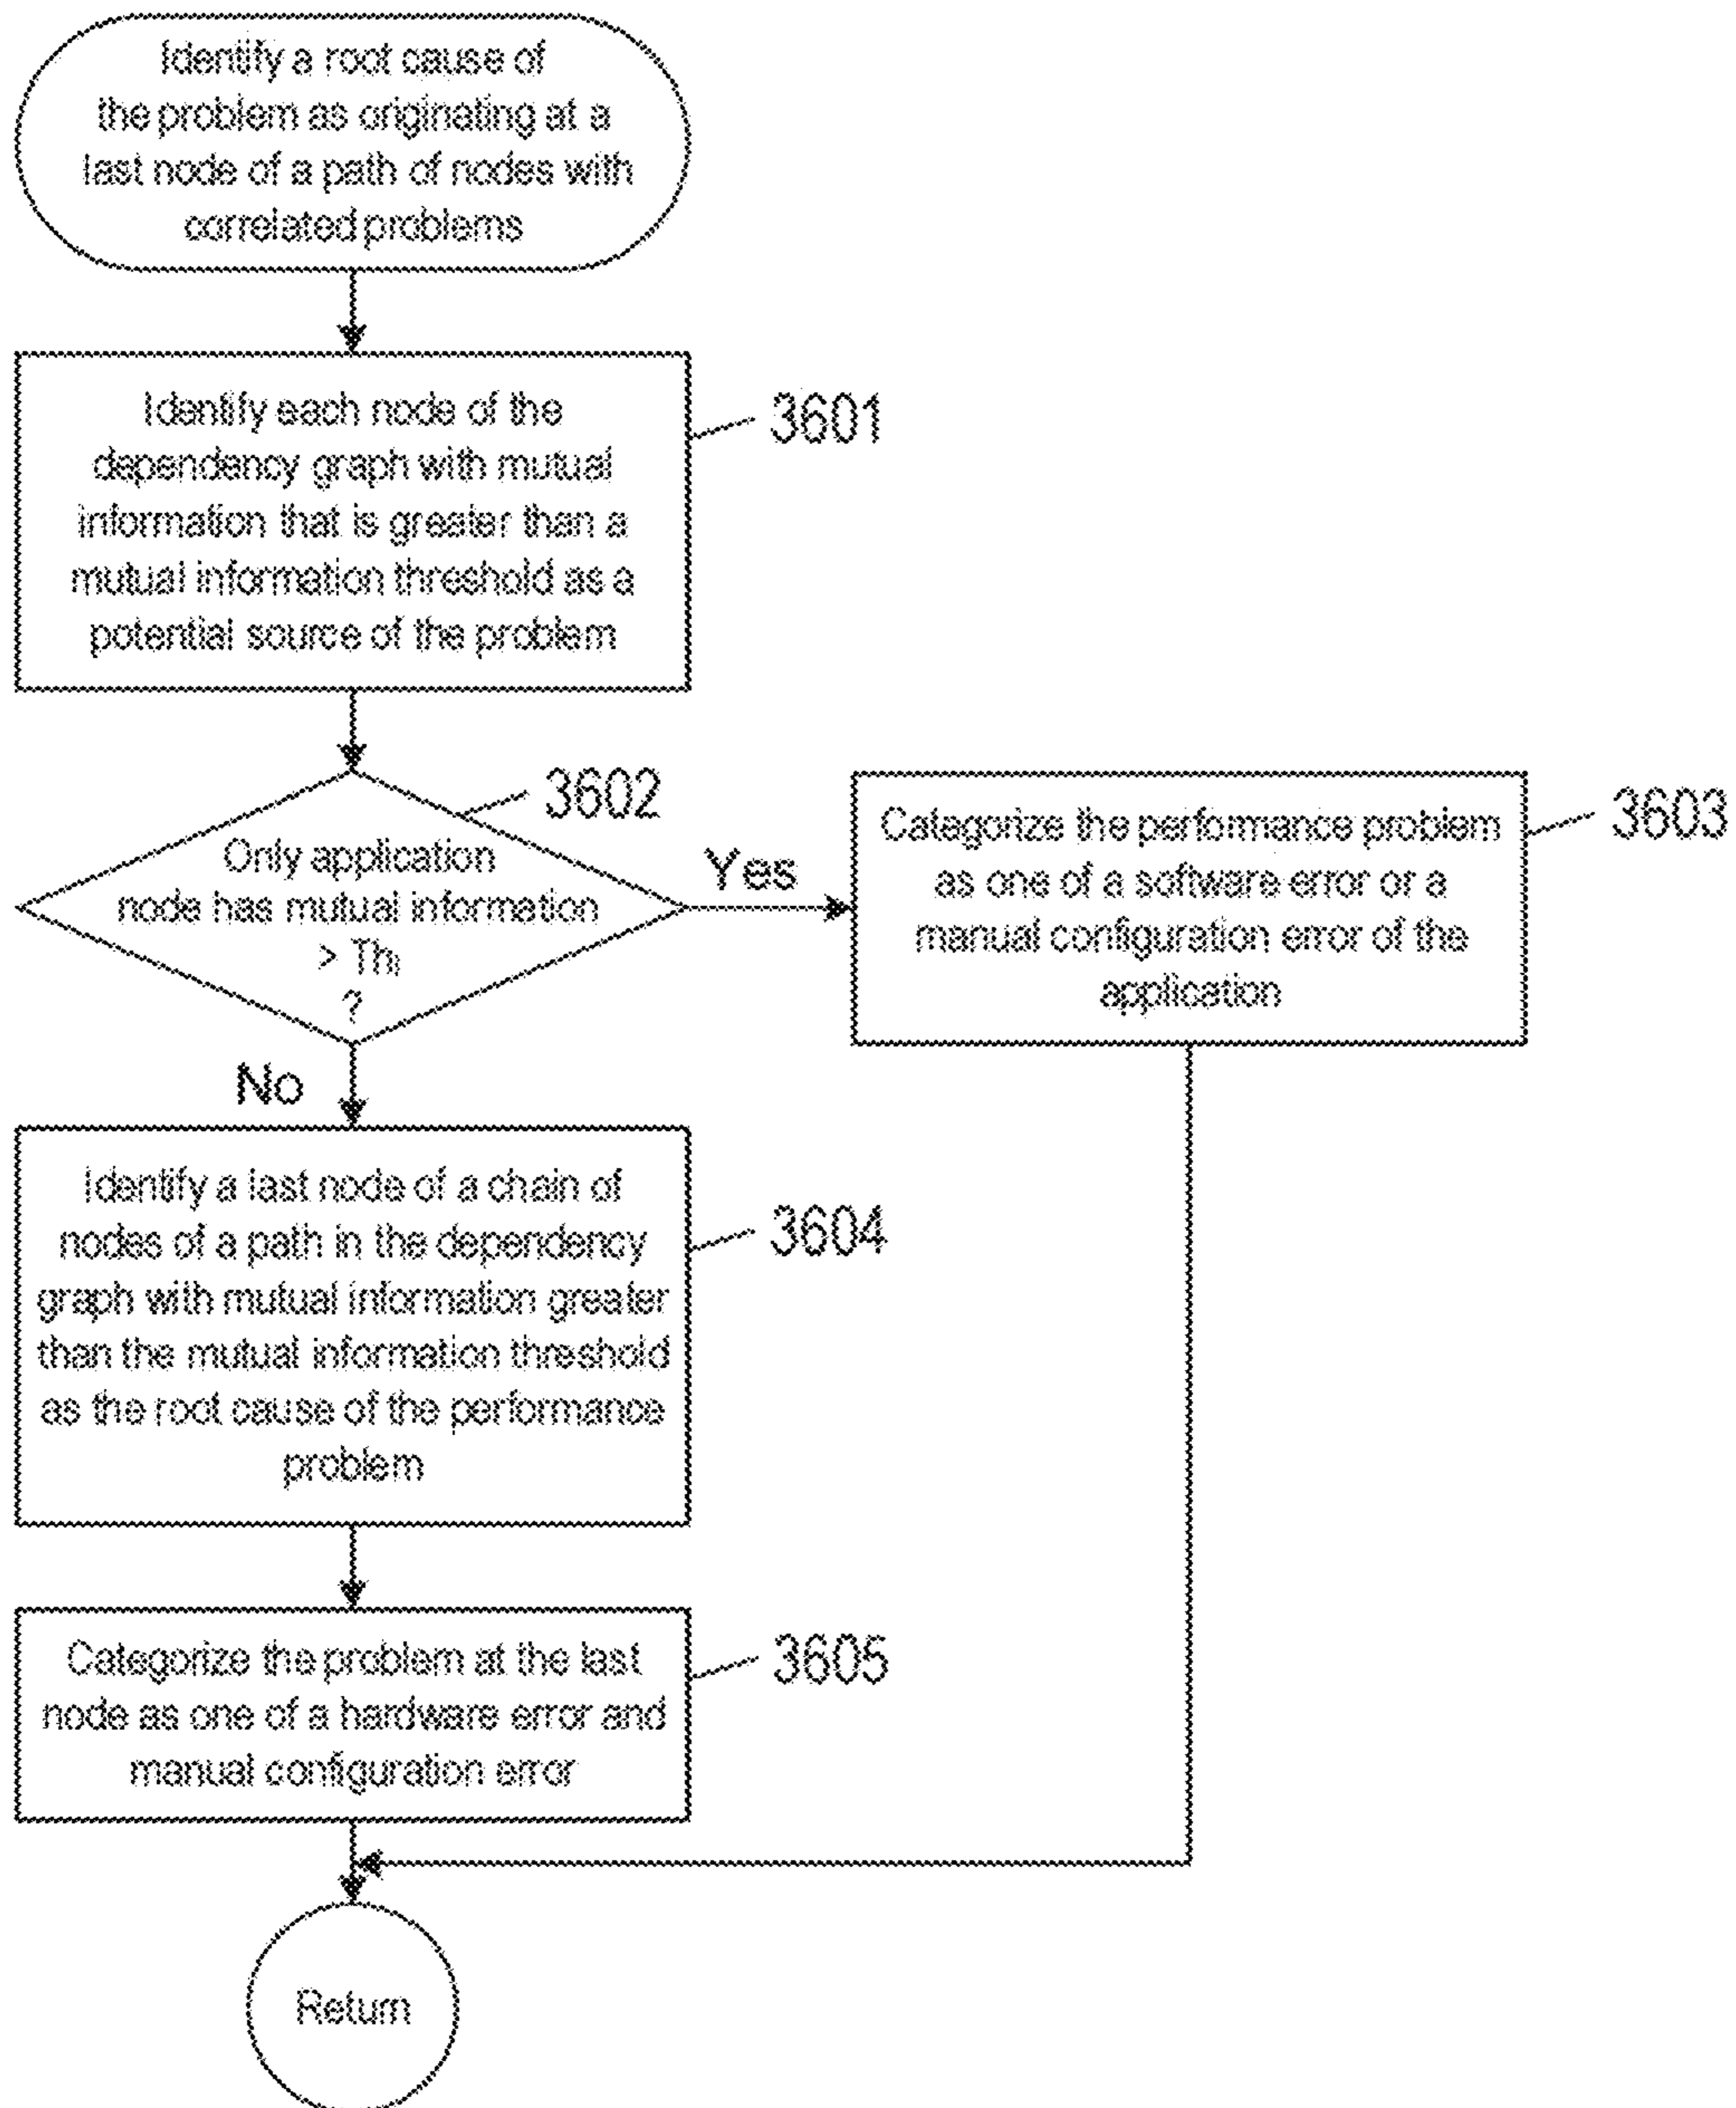 Identify a root cause of
the problem as originating at a
last node of a path of nodes with
correlated problems
Identify each node of the
dependency graph with mutual
information that is greater than a
mutual information threshold as a
potential source of the problem
3601
3602
Only application
node has mutual information
> ThI
?
Yes
Categorize the performance problem
as one of a software error or a
manual configuration error of the
application
3603
No
Identify a last node of a chain of
nodes of a path in the dependency
graph with mutual information greater
than the mutual information threshold
as the root cause of the performance
problem
3604
Categorize the problem at the last
node as one of a hardware error and
manual configuration error
3605
Return